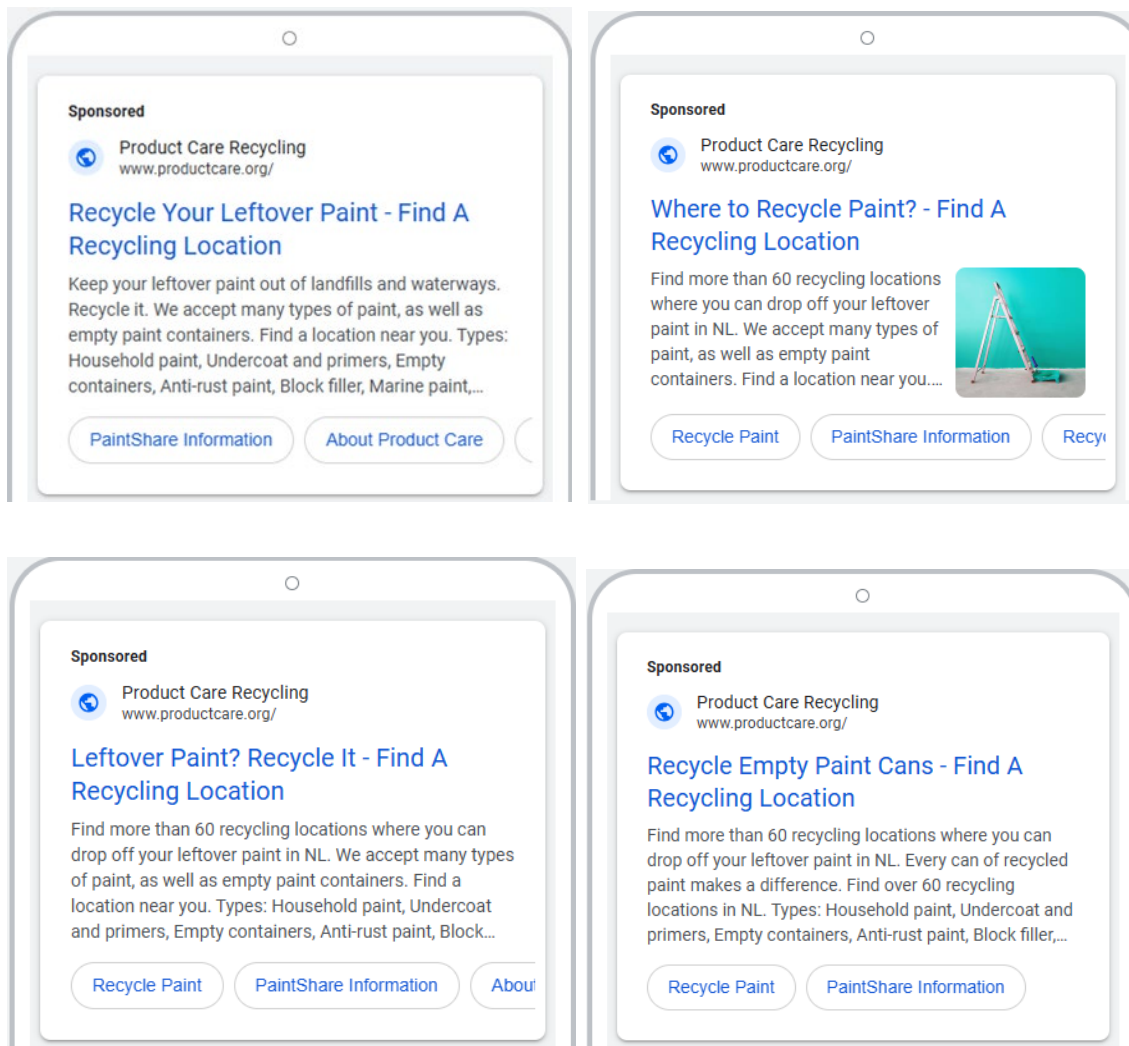 Sponsored
Product Care Recycling
www.productcare.org/
Recycle Your Leftover Paint - Find A
Recycling Location
Keep your leftover paint out of landfills and waterways.
Recycle it. We accept many types of paint, as well as
empty paint containers. Find a location near you. Types:
Household paint, Undercoat and primers, Empty
containers, Anti-rust paint, Block filler, Marine paint,...
PaintShare Information
About Product Care
Sponsored
Product Care Recycling
www.productcare.org/
Where to Recycle Paint? - Find A
Recycling Location
Find more than 60 recycling locations
where you can drop off your leftover
paint in NL. We accept many types of
paint, as well as empty paint
containers. Find a location near you....
Recycle Paint
PaintShare Information
Recyc
Sponsored
Product Care Recycling
www.productcare.org/
Leftover Paint? Recycle It - Find A
Recycling Location
Find more than 60 recycling locations where you can
drop off your leftover paint in NL. We accept many types
of paint, as well as empty paint containers. Find a
location near you. Types: Household paint, Undercoat
and primers, Empty containers, Anti-rust paint, Block...
Recycle Paint
PaintShare Information
About
Sponsored
Product Care Recycling
www.productcare.org/
Recycle Empty Paint Cans - Find A
Recycling Location
Find more than 60 recycling locations where you can
drop off your leftover paint in NL. Every can of recycled
paint makes a difference. Find over 60 recycling
locations in NL. Types: Household paint, Undercoat and
primers, Empty containers, Anti-rust paint, Block filler,...
Recycle Paint
PaintShare Information